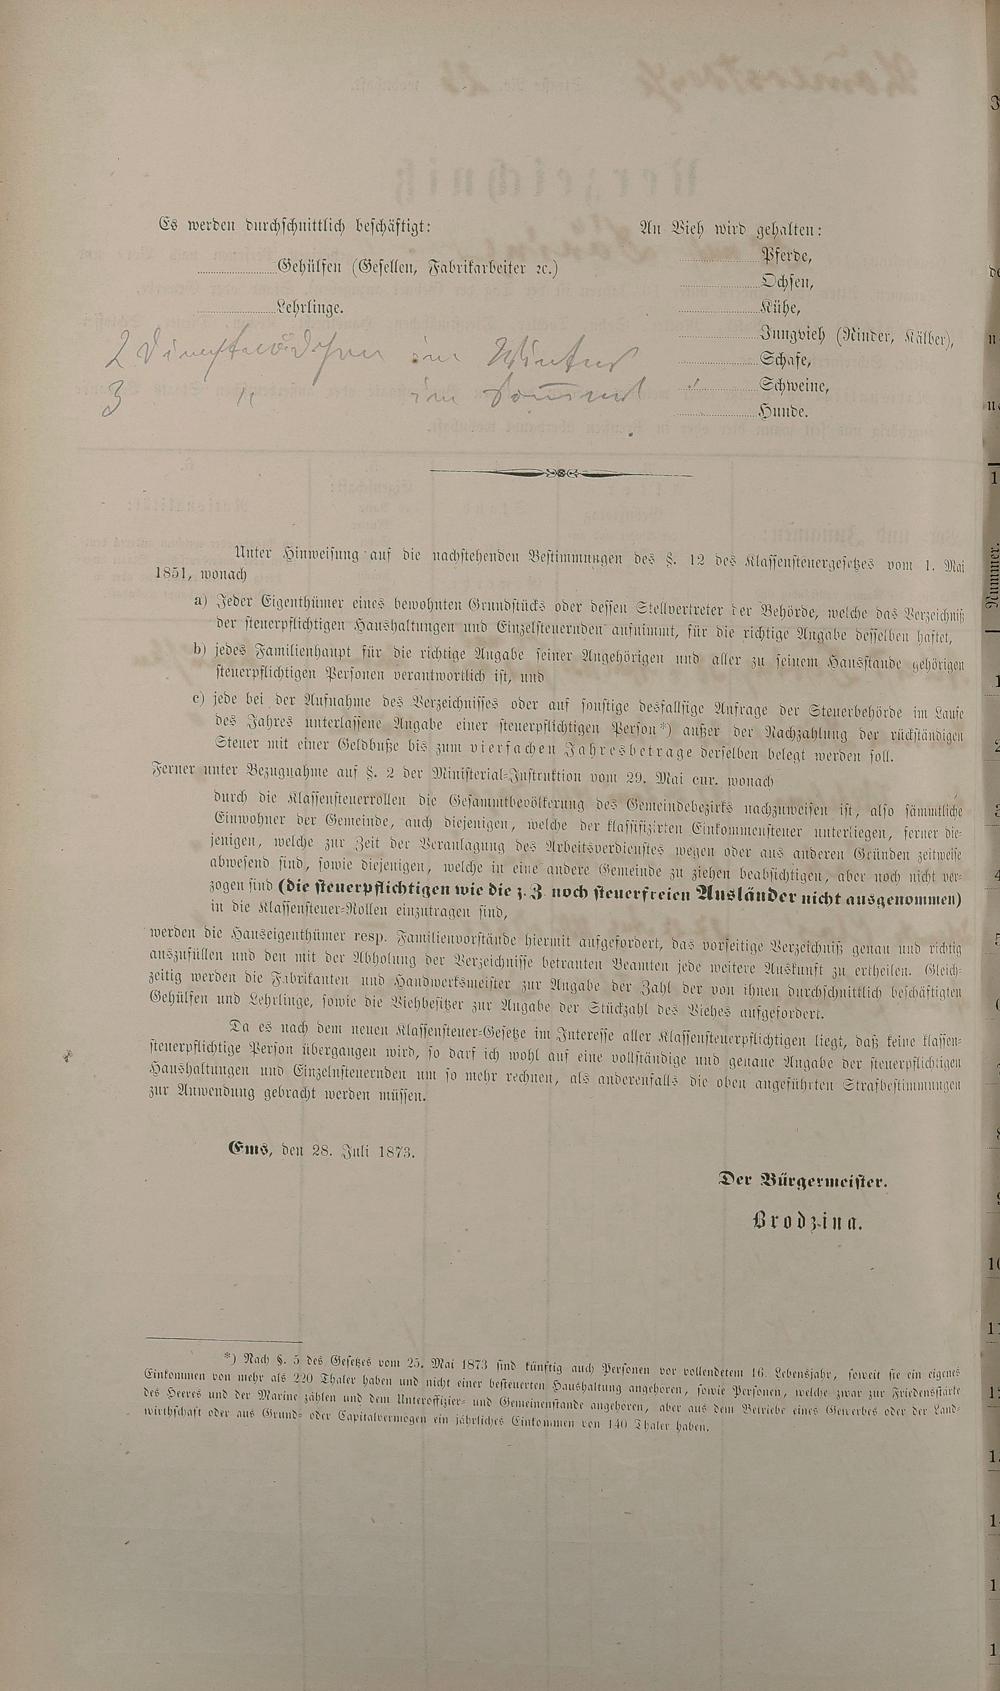 Es werden durchschnittlich beschäftigt:
Gehülfen (Gesellen, Fabrikarbeiter ꝛc.)
Lehrlinge.
2 Dienstmädchen im Winter
3 " im Sommer
An Vieh wird gehalten:
Pferde,
Ochsen,
Kühe,
Jungvieh (Rinder, Kälber),
Schafe,
Schweine,
Hunde.
Unter Hinweisung auf die nachstehenden Bestimmungen des §. 12 des Klassensteuergesetzes vom 1. Mai
1851, wonach
a) Jeder Eigenthümer eines bewohnten Grundstücks oder dessen Stellvertreter der Behörde, welche das Verzeichniß
der steuerpflichtigen Haushaltungen und Einzelsteuernden aufnimmt, für die richtige Angabe desselben haftet,
b) jedes Familienhaupt für die richtige Angabe seiner Angehörigen und aller zu seinem Hausstande gehörigen
steuerpflichtigen Personen verantwortlich ist, und
c) jede bei der Aufnahme des Verzeichnisses oder auf sonstige desfallsige Anfrage der Steuerbehörde im Laufe
des Jahres unterlassene Angabe einer steuerpflichtigen Person*) außer der Nachzahlung der rückständigen
Steuer mit einer Geldbuße bis zum vierfachen Jahresbetrage derselben belegt werden soll.
Ferner unter Bezugnahme auf §. 2 der Ministerial-Instruktion vom 29. Mai cur. wonach
durch die Klassensteuerrollen die Gesammtbevölkerung des Gemeindebezirks nachzuweisen ist, also sämmtliche
Einwohner der Gemeinde, auch diejenigen, welche der klassifizirten Einkommensteuer unterliegen, ferner die-
jenigen, welche zur Zeit der Veranlagung des Arbeitsverdienstes wegen oder aus anderen Gründen zeitweise
abwesend sind, sowie diejenigen, welche in eine andere Gemeinde zu ziehen beabsichtigen, aber noch nicht ver-
zogen sind (die steuerpflichtigen wie die z. Z. noch steuerfreien Ausländer nicht ausgenommen)
in die Klassensteuer-Rollen einzutragen sind,
werden die Hauseigenthümer resp. Familienvorstände hiermit aufgefordert, das vorseitige Verzeichniß genau und richtig
auszufüllen und den mit der Abholung der Verzeichnisse betrauten Beamten jede weitere Auskunft zu ertheilen. Gleich-
zeitig werden die Fabrikanten und Handwerksmeister zur Angabe der Zahl der von ihnen durchschnittlich beschäftigten
Gehülfen und Lehrlinge, sowie die Viehbesitzer zur Angabe der Stückzahl des Viehes aufgefordert.
Da es nach dem neuen Klassensteuer-Gesetze im Interesse aller Klassensteuerpflichtigen liegt, daß keine klassen-
steuerpflichtige Person übergangen wird, so darf ich wohl auf eine vollständige und genaue Angabe der steuerpflichtigen
Haushaltungen und Einzelnsteuernden um so mehr rechnen, als anderenfalls die oben angeführten Strafbestimmungen
zur Anwendung gebracht werden müssen.
Ems, den 28. Juli 1873.
Der Bürgermeister.
Brodzina.
*) Nach §. 5 des Gesetzes vom 25. Mai 1873 sind künftig auch Personen vor vollendetem 16. Lebensjahr, soweit sie ein eigenes
Einkommen von mehr als 220 Thaler haben und nicht einer besteuerten Haushaltung angehören, sowie Personen, welche zwar zur Friedensstärke
des Heeres und der Marine zählen und dem Unteroffizier- und Gemeinenstande angehören, aber aus dem Betriebe eines Gewerbes oder der Land-
wirthschaft oder aus Grund- oder Capitalvermögen ein jährliches Einkommen von 140 Thaler haben.
Nummer.